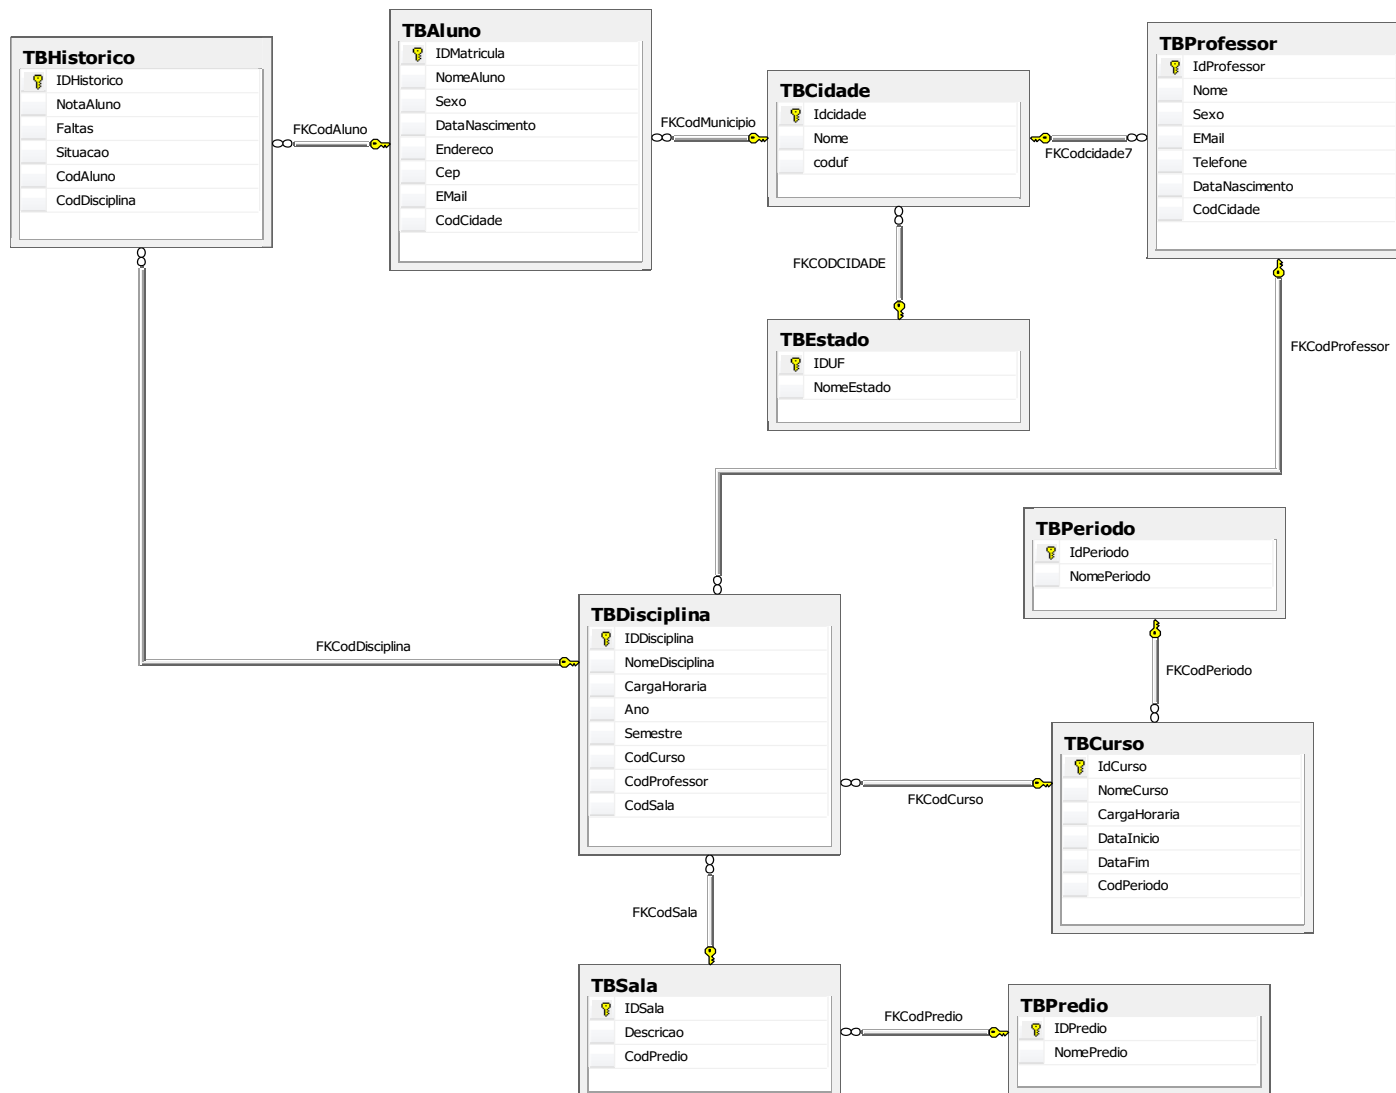 TBHistorico
IDHistorico
NotaAluno
Faltas
Situacao
CodAluno
CodDisciplina
FKCodAluno
TBAluno
IDMatricula
NomeAluno
Sexo
DataNascimento
Endereco
Cep
EMail
CodCidade
FKCodMunicipio
TBCidade
Idcidade
Nome
coduf
FKCodcidade7
TBProfessor
IdProfessor
Nome
Sexo
EMail
Telefone
DataNascimento
CodCidade
FKCODCIDADE
TBEstado
IDUF
NomeEstado
FKCodProfessor
FKCodDisciplina
TBDisciplina
IDDisciplina
NomeDisciplina
CargaHoraria
Ano
Semestre
CodCurso
CodProfessor
CodSala
TBPeriodo
IdPeriodo
NomePeriodo
FKCodPeriodo
FKCodCurso
TBCurso
IdCurso
NomeCurso
CargaHoraria
DataInicio
DataFim
CodPeriodo
FKCodSala
TBSala
IDSala
Descricao
CodPredio
FKCodPredio
TBPredio
IDPredio
NomePredio